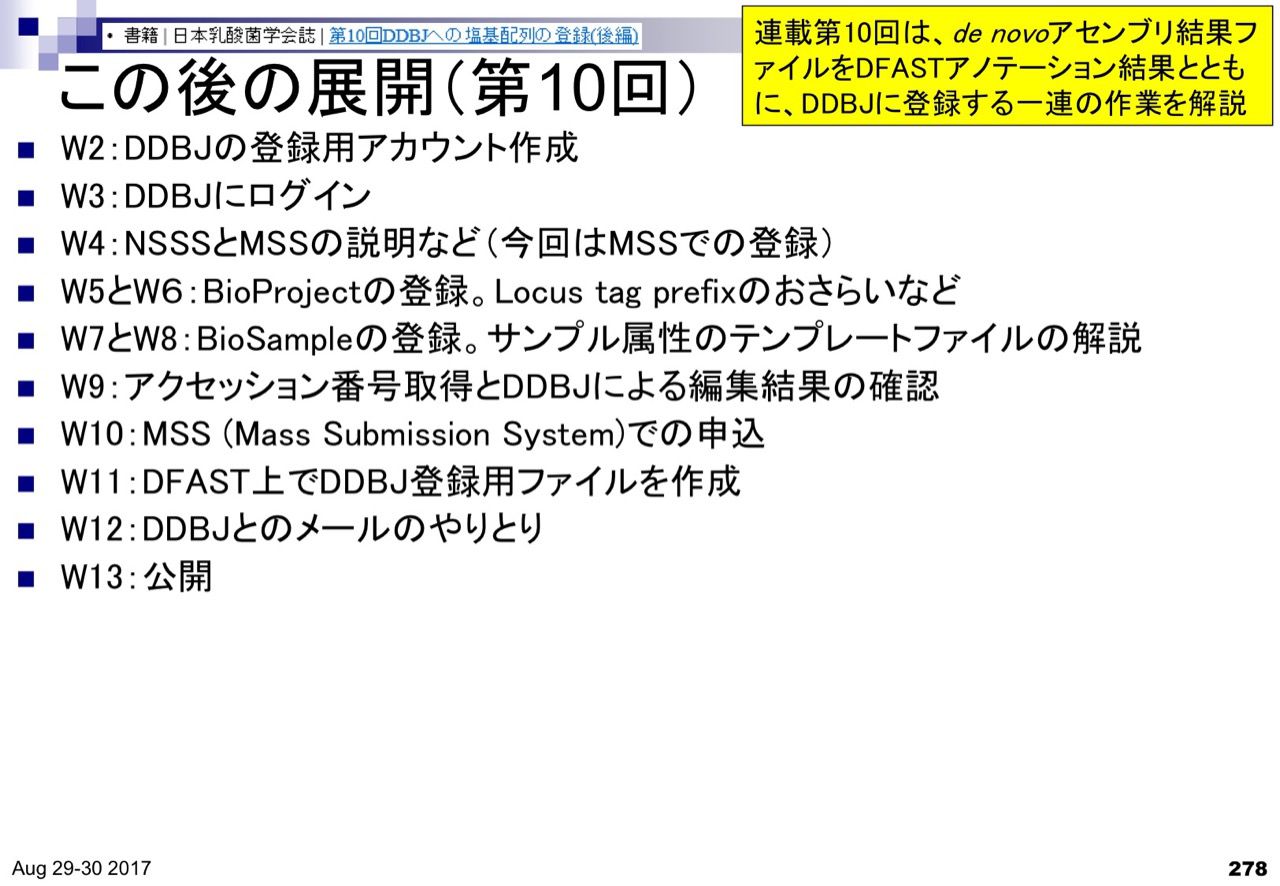 • 書籍 | 日本乳酸菌学会誌 | 第10回DDBJへの塩基配列の登録(後編)
この後の展開（第10回）
連載第10回は、de novoアセンブリ結果フ
ァイルをDFASTアノテーション結果ととも
に、DDBJに登録する一連の作業を解説
■ W2：DDBJの登録用アカウント作成
■ W3：DDBJにログイン
■ W4：NSSSとMSSの説明など（今回はMSSでの登録）
■ W5とW6：BioProjectの登録。Locus tag prefixのおさらいなど
■ W7とW8：BioSampleの登録。サンプル属性のテンプレートファイルの解説
■ W9：アクセッション番号取得とDDBJによる編集結果の確認
■ W10：MSS (Mass Submission System)での申込
■ W11：DFAST上でDDBJ登録用ファイルを作成
■ W12：DDBJとのメールのやりとり
■ W13：公開
Aug 29-30 2017
278